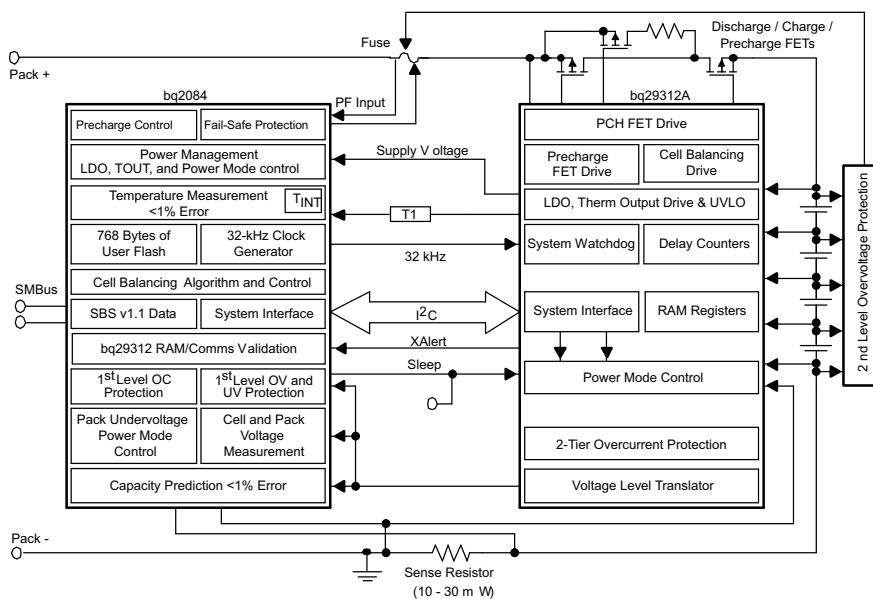 Discharge / Charge /
Precharge FETs
Fuse
Pack +
bq2084
PF Input
bq29312A
Precharge Control
Fail-Safe Protection
PCH FET Drive
Power Management
LDO, TOUT, and Power Mode control
Supply V oltage
Precharge
FET Drive
Cell Balancing
Drive
Temperature Measurement
<1% Error
TINT
T1
LDO, Therm Output Drive & UVLO
768 Bytes of
User Flash
32-kHz Clock
Generator
32 kHz
System Watchdog
Delay Counters
2 nd Level Overvoltage Protection
Cell Balancing Algorithm and Control
SMBus
SBS v1.1 Data
System Interface
I2C
System Interface
RAM Registers
bq29312 RAM/Comms Validation
XAlert
Sleep
1st Level OC
Protection
1st Level OV and
UV Protection
Power Mode Control
Pack Undervoltage
Power Mode
Control
Cell and Pack
Voltage
Measurement
2-Tier Overcurrent Protection
Capacity Prediction <1% Error
Voltage Level Translator
Pack -
Sense Resistor
(10 - 30 m W)